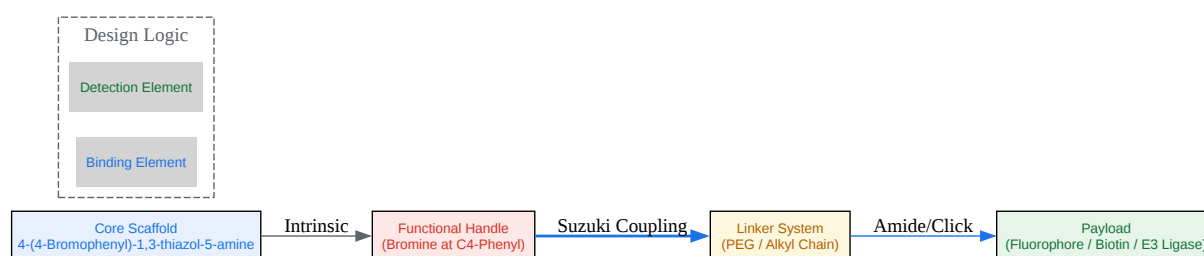 Design Logic
Detection Element
Binding Element
Core Scaffold
4-(4-Bromophenyl)-1,3-thiazol-5-amine
Intrinsic
Functional Handle
(Bromine at C4-Phenyl)
Suzuki Coupling
Linker System
(PEG / Alkyl Chain)
Amide/Click
Payload
(Fluorophore / Biotin / E3 Ligase)